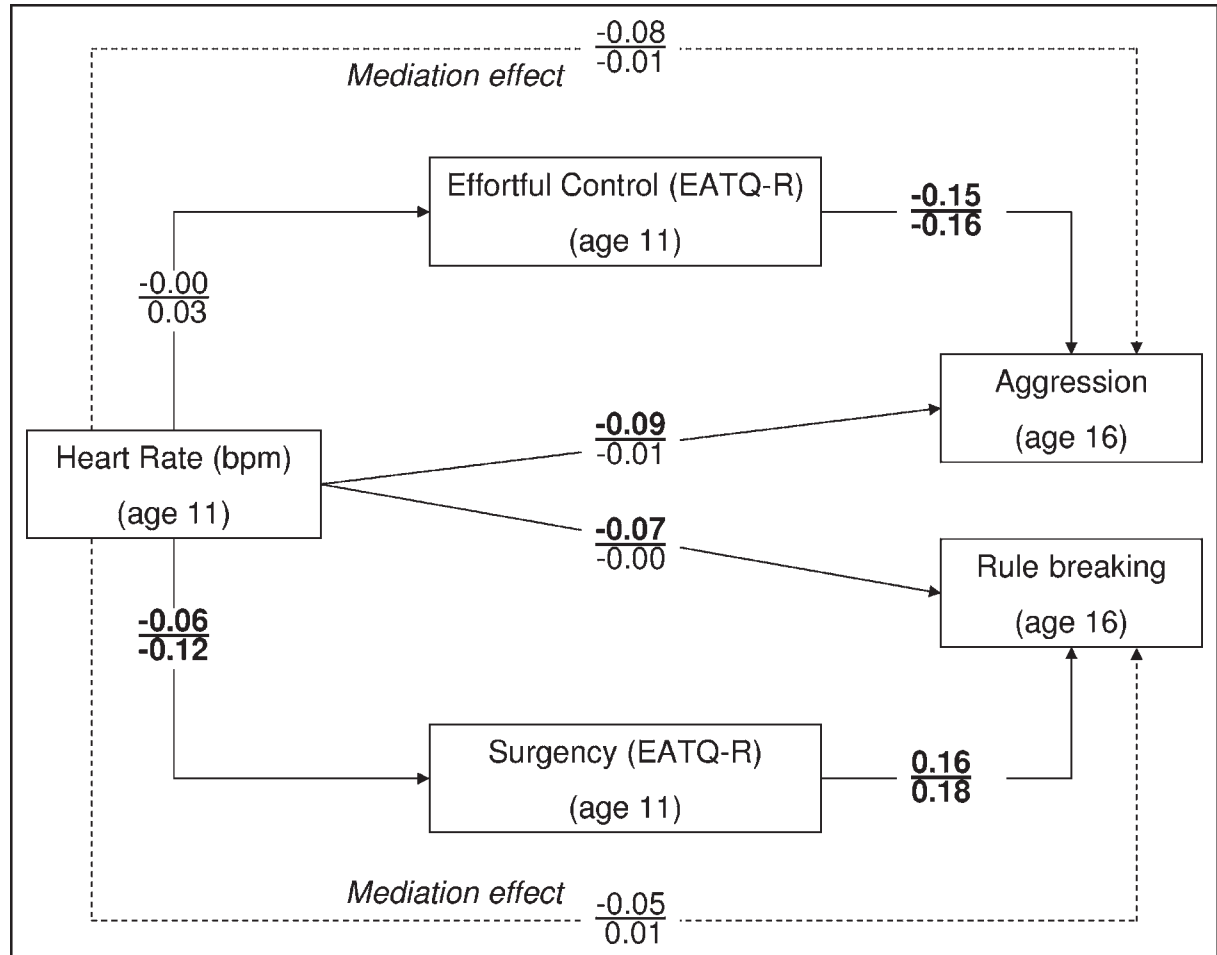 -0.08
-0.01
Mediation effect
Effortful Control (EATQ-R)
(age 11)
-0.15
-0.16
-0.00
0.03
Aggression
(age 16)
-0.09
-0.01
Heart Rate (bpm)
(age 11)
-0.07
-0.00
Rule breaking
(age 16)
-0.06
-0.12
Surgency (EATQ-R)
(age 11)
0.16
0.18
Mediation effect
-0.05
0.01